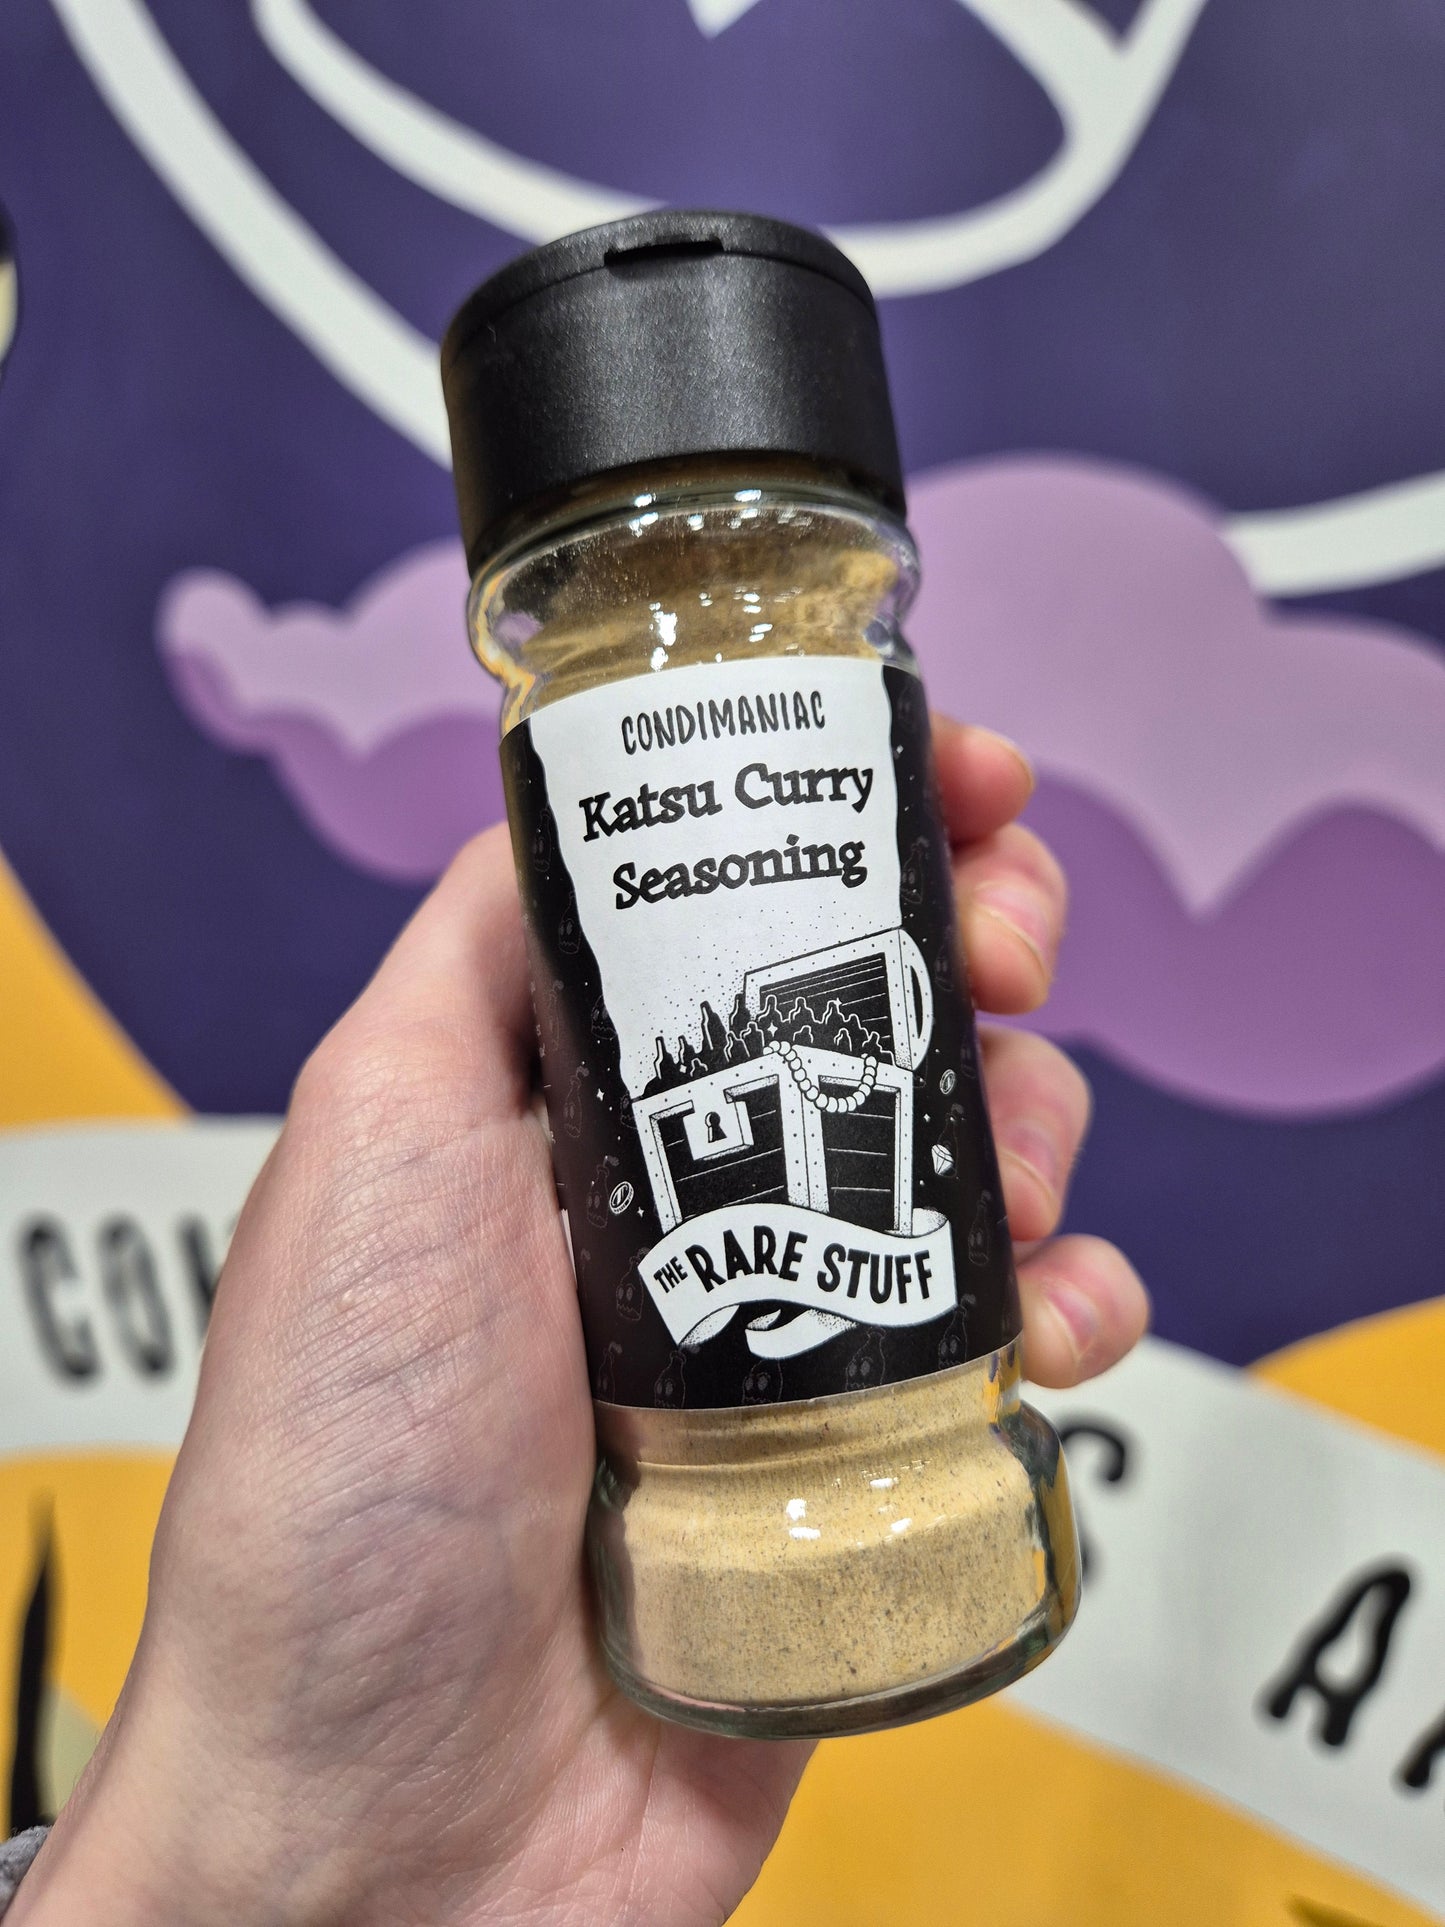 CONDIMANIAC
Katsu Curry
Seasoning
THE RARE STUFF